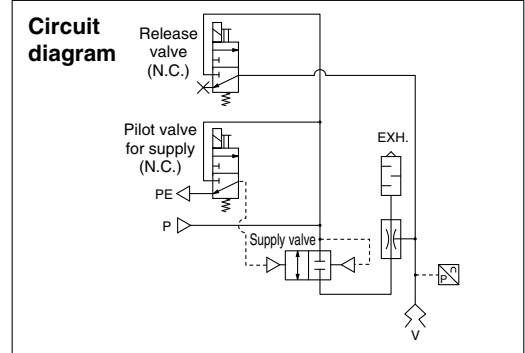 Circuit
diagram
Release
valve
(N.C.)
Pilot valve
for supply
(N.C.)
EXH.
PE
P
Supply valve
P
V